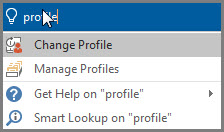 profile
Change Profile
Manage Profiles
Get Help on "profile"
Smart Lookup on "profile"